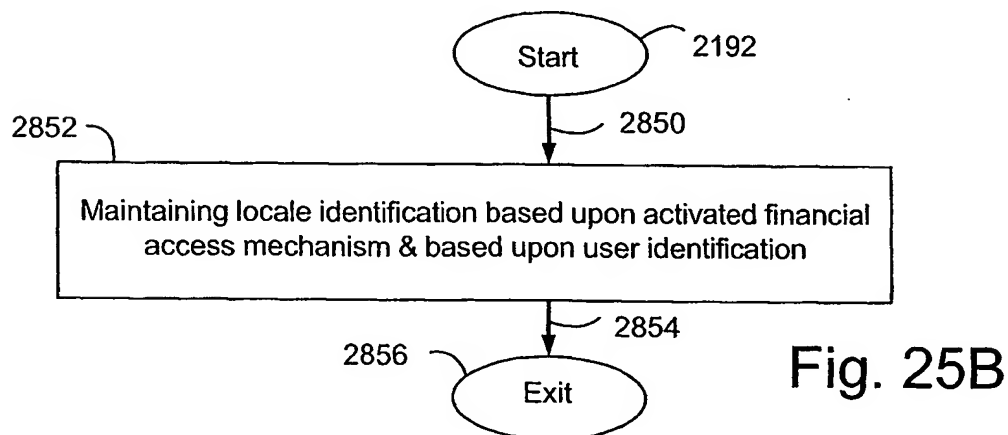 Start
2192
2850
2852
Maintaining locale identification based upon activated financial
access mechanism & based upon user identification
2854
2856
Exit
Fig. 25B